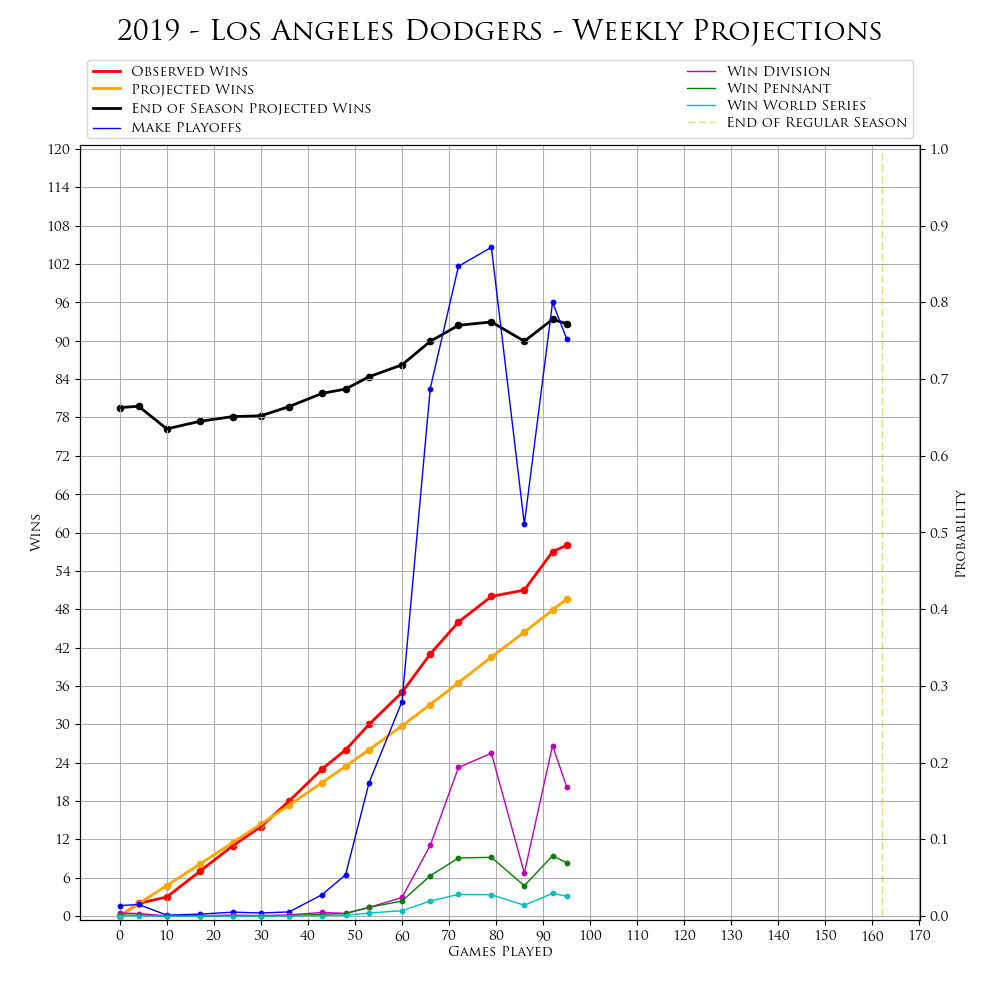 2019 - Los Angeles Dodgers - Weekly Projections
Observed Wins
Projected Wins
End of Season Projected Wins
Make Playoffs
Win Division
Win Pennant
Win World Series
End of Regular Season
120
114
108
102
96
90
84
78
72
66
60
54
48
42
36
30
24
18
12
6
0
Wins
1.0
0.9
0.8
0.7
0.6
0.5
0.4
0.3
0.2
0.1
0.0
Probability
0 10 20 30 40 50 60 70 80 90 100 110 120 130 140 150 160 170
Games Played